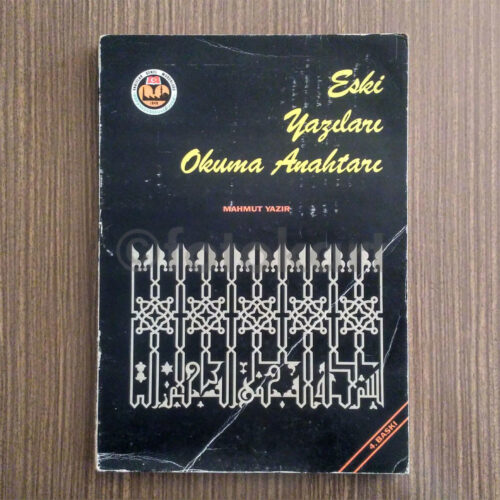 Eski
Yazıları
Okuma Anahtarı
MAHMUT YAZIR
4. BASKI